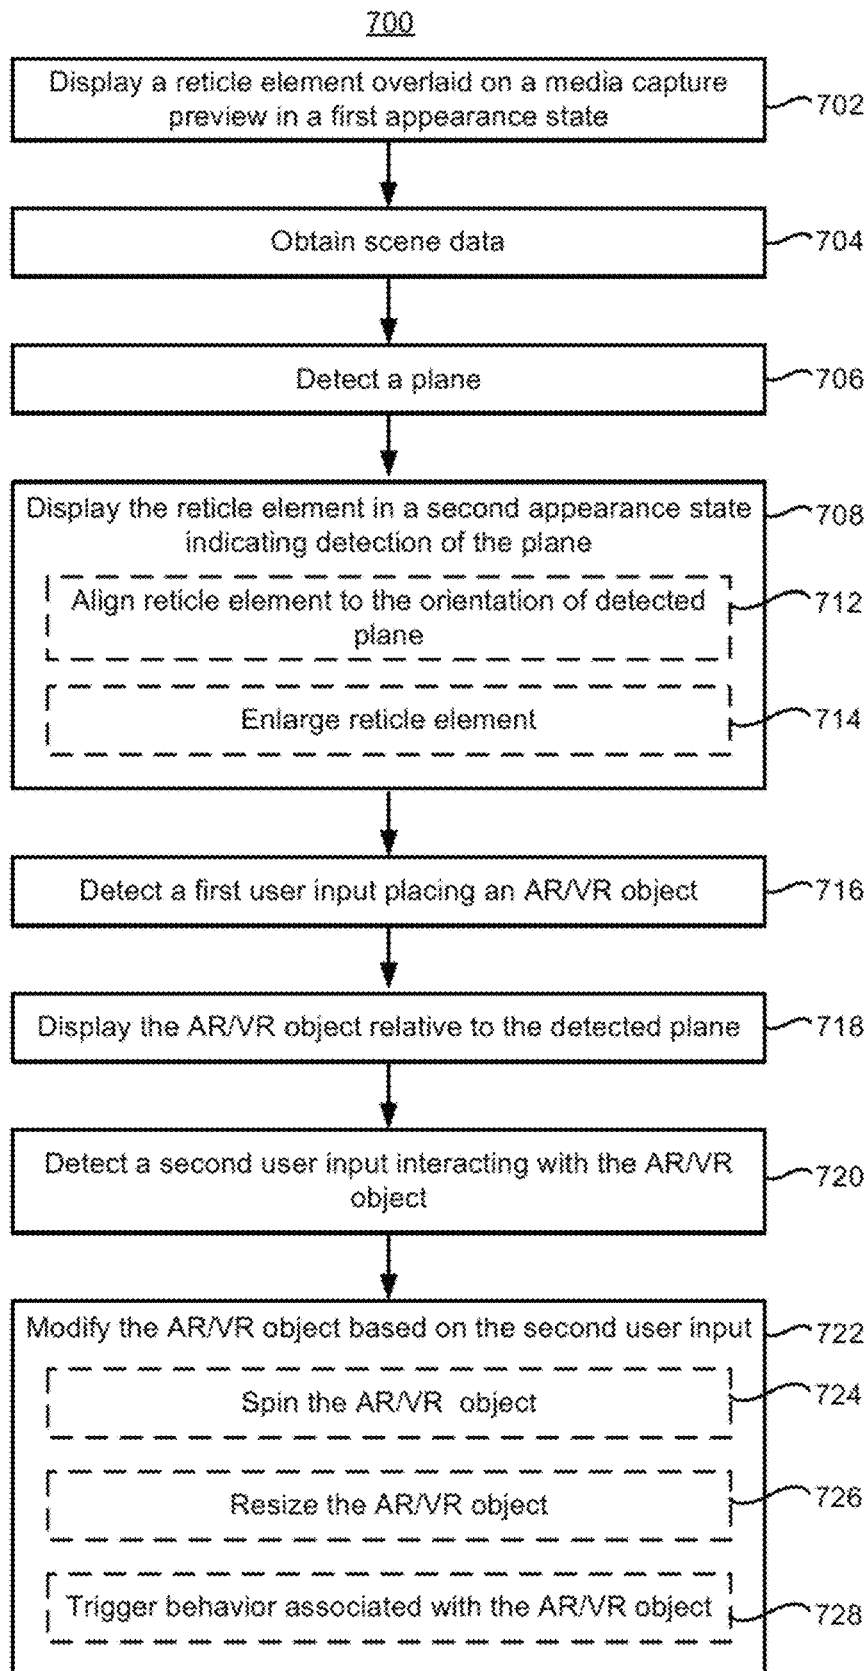 700
Display a reticle element overlaid on a media capture
preview in a first appearance state
702
Obtain scene data
704
Detect a plane
706
Display the reticle element in a second appearance state
indicating detection of the plane
708
Align reticle element to the orientation of detected
plane
712
Enlarge reticle element
714
Detect a first user input placing an AR/VR object
716
Display the AR/VR object relative to the detected plane
718
Detect a second user input interacting with the AR/VR
object
720
Modify the AR/VR object based on the second user input
722
Spin the AR/VR object
724
Resize the AR/VR object
726
Trigger behavior associated with the AR/VR object
728